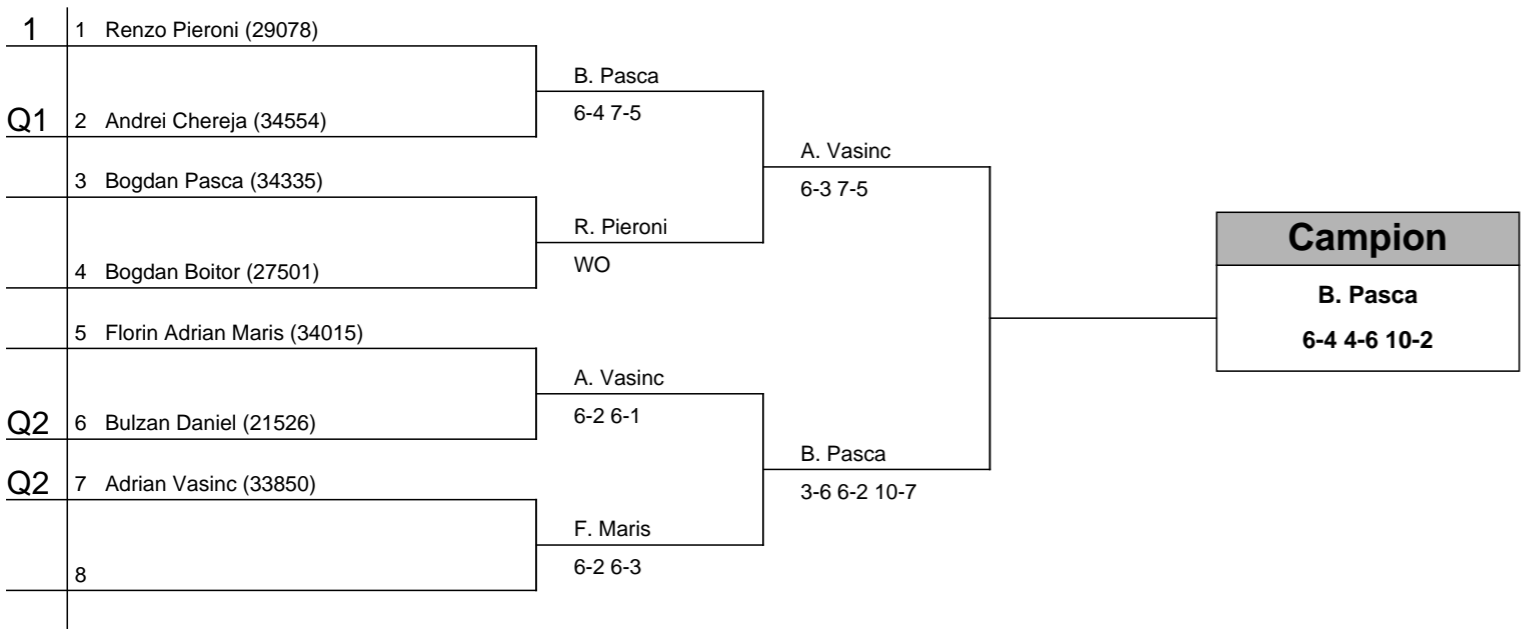 1 1 Renzo Pieroni (29078)
B. Pasca
Q1 2 Andrei Chereja (34554)
6-4 7-5
A. Vasinc
3 Bogdan Pasca (34335)
6-3 7-5
R. Pieroni
Campion
4 Bogdan Boitor (27501)
WO
B. Pasca
5 Florin Adrian Maris (34015)
6-4 4-6 10-2
A. Vasinc
Q2 6 Bulzan Daniel (21526)
6-2 6-1
B. Pasca
Q2 7 Adrian Vasinc (33850)
3-6 6-2 10-7
F. Maris
8
6-2 6-3